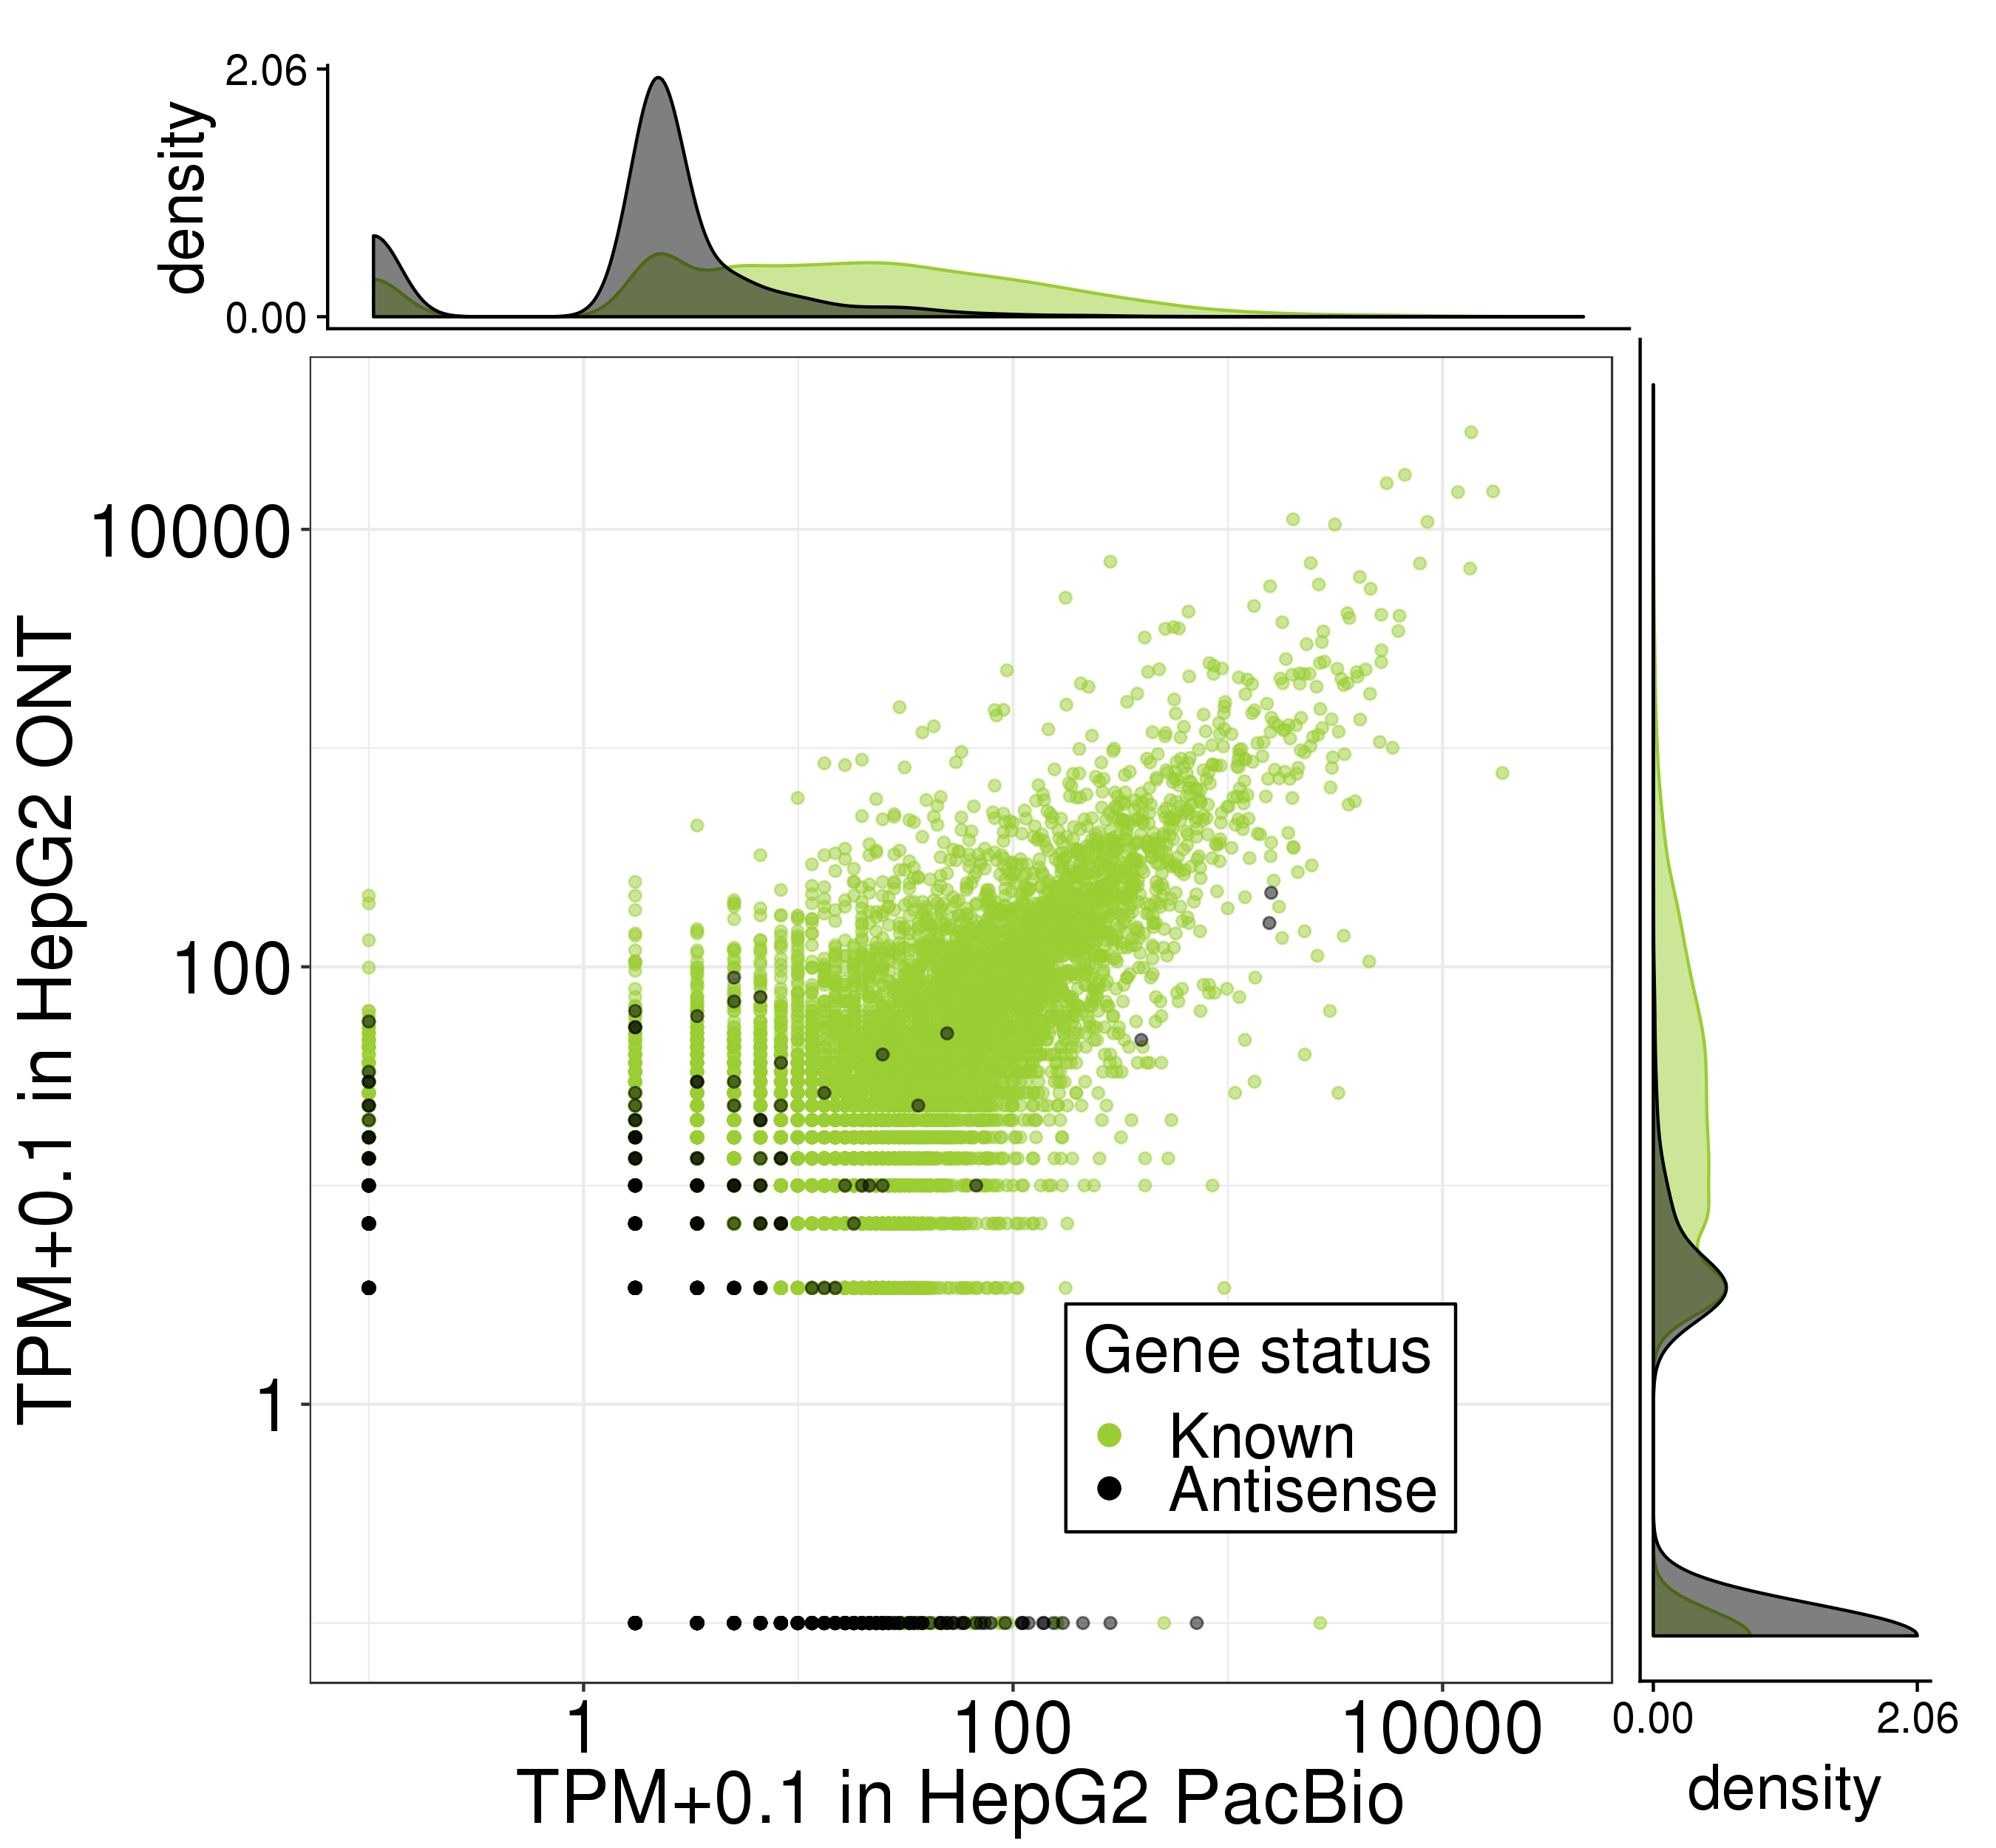 2.06
density
0.00
10000
100
1
TPM+0.1 in HepG2 ONT
Gene status
Known
Antisense
1
100
10000
TPM+0.1 in HepG2 PacBio
0.00
2.06
density